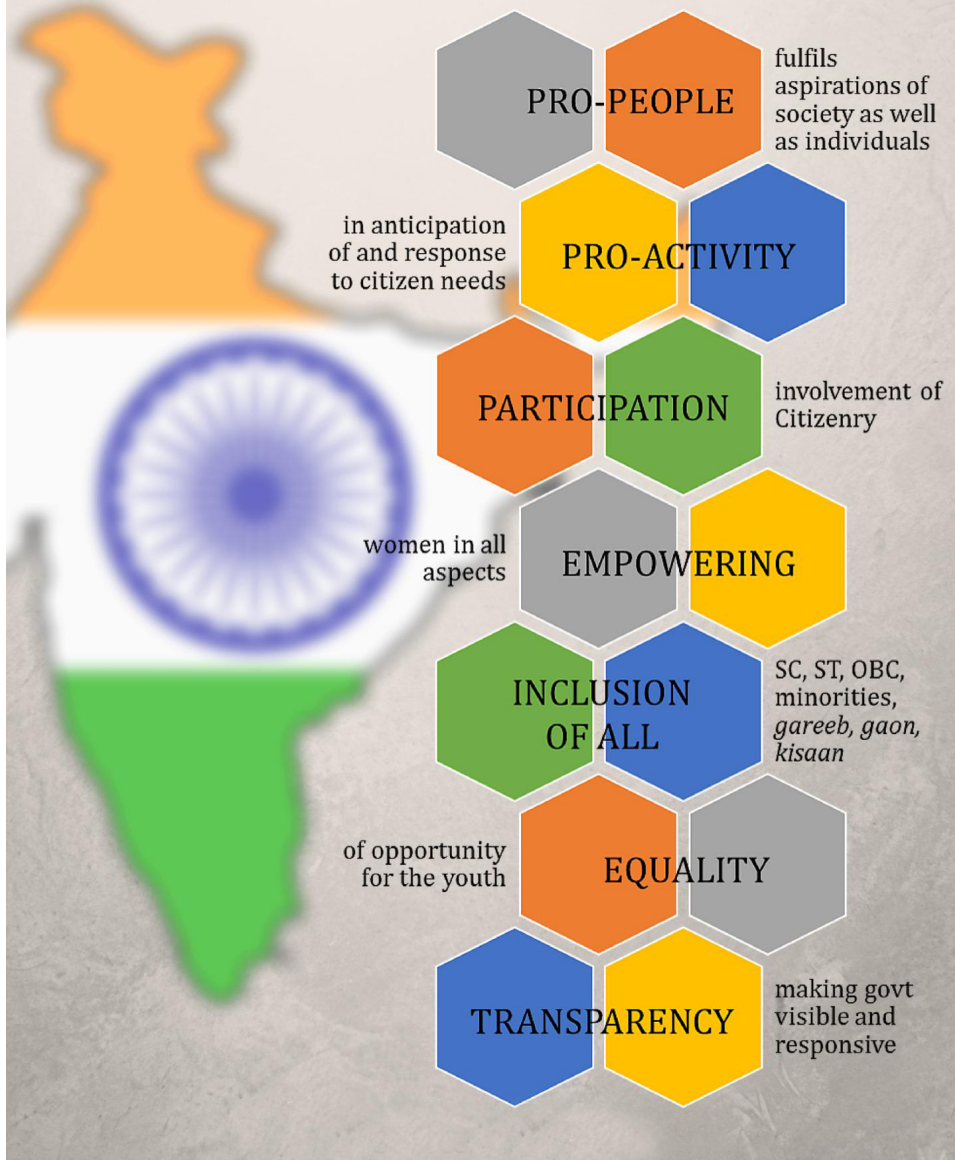 PRO-PEOPLE
fulfils
aspirations of
society as well
as individuals
in anticipation
of and response
to citizen needs
PRO-ACTIVITY
PARTICIPATION
involvement of
Citizenry
women in all
aspects
EMPOWERING
INCLUSION
OF ALL
SC, ST, OBC,
minorities,
gareeb, gaon,
kisaan
of opportunity
for the youth
EQUALITY
TRANSPARENCY
making govt
visible and
responsive